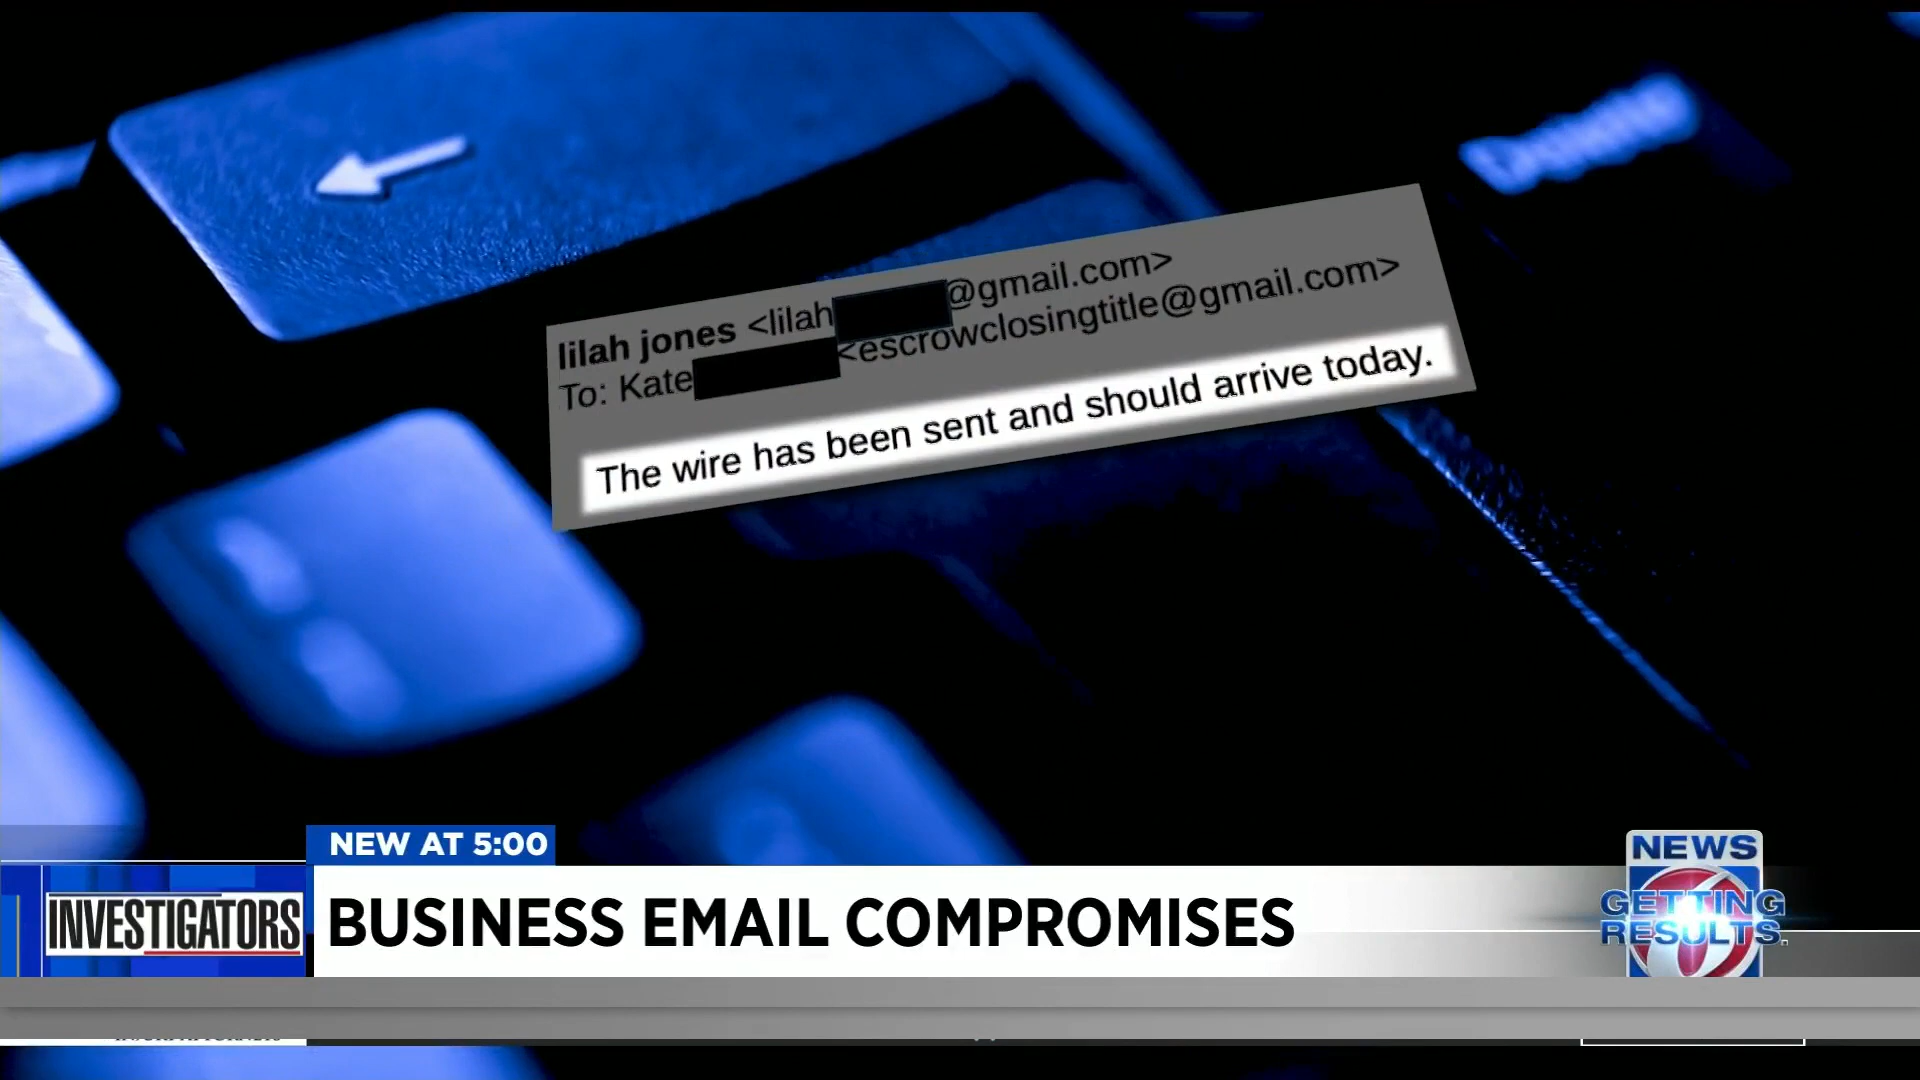 lilah jones <lilah @gmail.com>
To: Kate <escrowclosingtitle@gmail.com>
The wire has been sent and should arrive today.
NEW AT 5:00
INVESTIGATORS
BUSINESS EMAIL COMPROMISES
NEWS
6
GETTING
RESULTS.